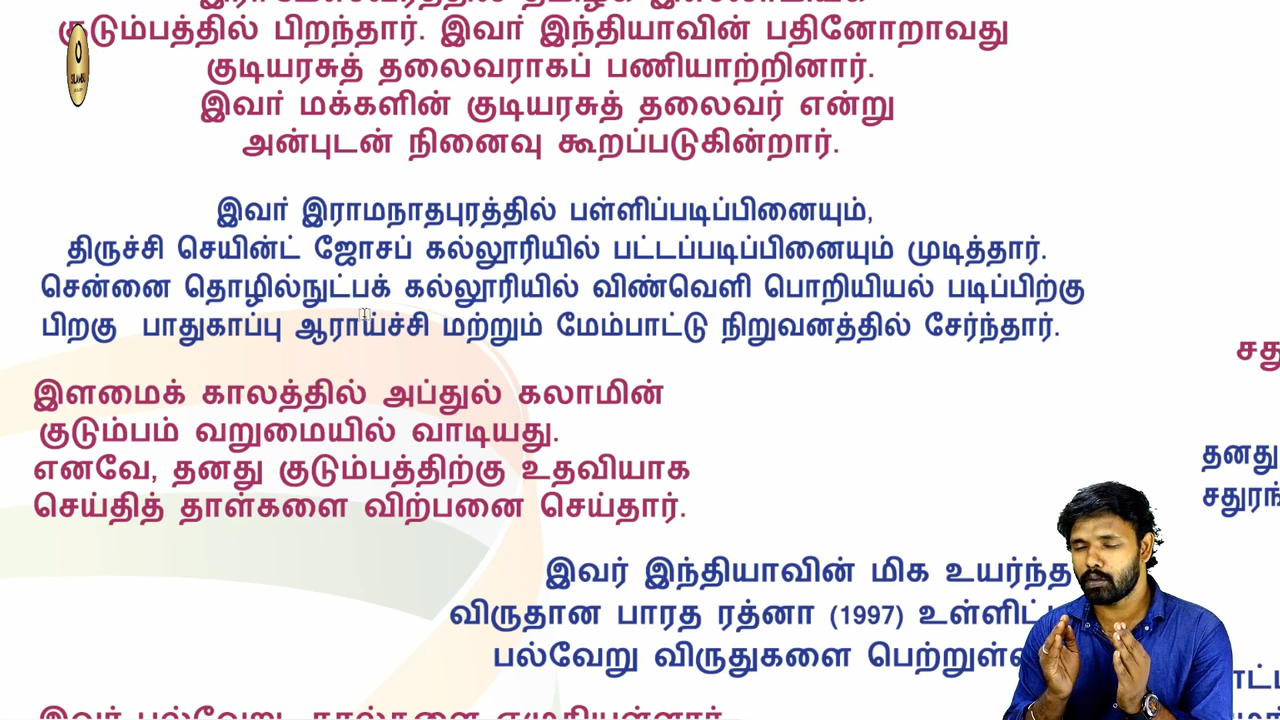 குடும்பத்தில் பிறந்தார். இவர் இந்தியாவின் பதினோறாவது
குடியரசுத் தலைவராகப் பணியாற்றினார்.
இவர் மக்களின் குடியரசுத் தலைவர் என்று
அன்புடன் நினைவு கூறப்படுகின்றார்.
இவர் இராமநாதபுரத்தில் பள்ளிப்படிப்பினையும்,
திருச்சி செயின்ட் ஜோசப் கல்லூரியில் பட்டப்படிப்பினையும் முடித்தார்.
சென்னை தொழில்நுட்பக் கல்லூரியில் விண்வெளி பொறியியல் படிப்பிற்கு
பிறகு பாதுகாப்பு ஆராய்ச்சி மற்றும் மேம்பாட்டு நிறுவனத்தில் சேர்ந்தார்.
இளமைக் காலத்தில் அப்துல் கலாமின்
குடும்பம் வறுமையில் வாடியது.
எனவே, தனது குடும்பத்திற்கு உதவியாக
செய்தித் தாள்களை விற்பனை செய்தார்.
தனது
இவர் இந்தியாவின் மிக உயர்ந்த
விருதான பாரத ரத்னா (1997)
பல்வேறு விருதுகளை